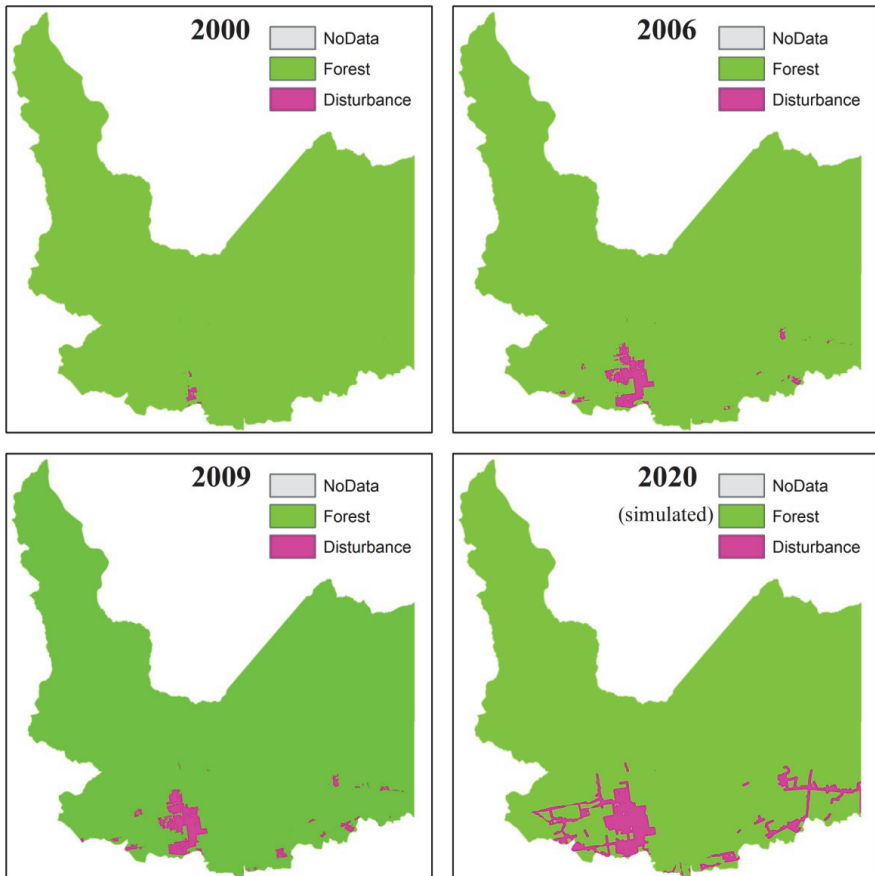 2000
NoData
Forest
Disturbance
2006
NoData
Forest
Disturbance
2009
NoData
Forest
Disturbance
2020
(simulated)
NoData
Forest
Disturbance